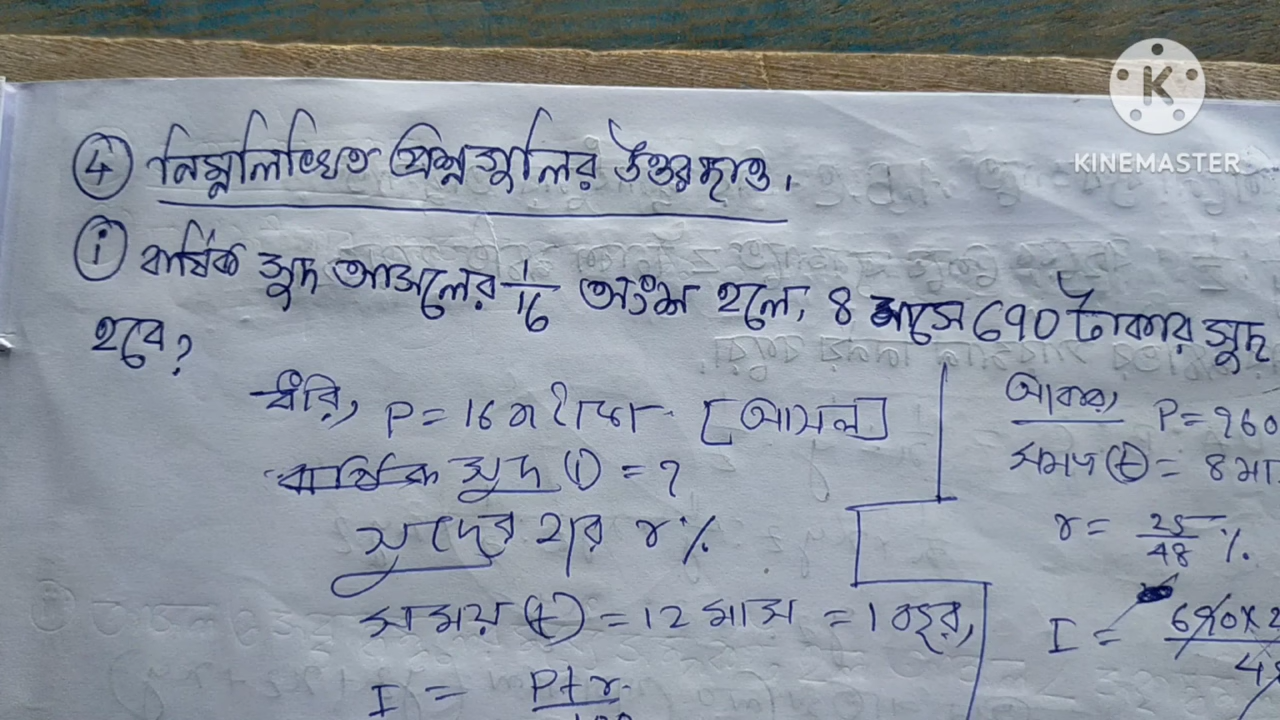 KINEMASTER
④ নিম্নলিখিত প্রশ্নগুলির উত্তর দাও।
ⓘ বার্ষিক সুদ আসলের 1/16 অংশ হলে, 8 মাসে 690 টাকার সুদ
হবে?
ধরি, P = 16 টাকা [আসল]
বার্ষিক সুদ (i) = ?
সুদের হার r%
সময় (t) = 12 মাস = 1 বছর,
I = Ptr
আবার, P = 960
সময় (t) = 8 মা
r = 25/48 %
I = 690×2